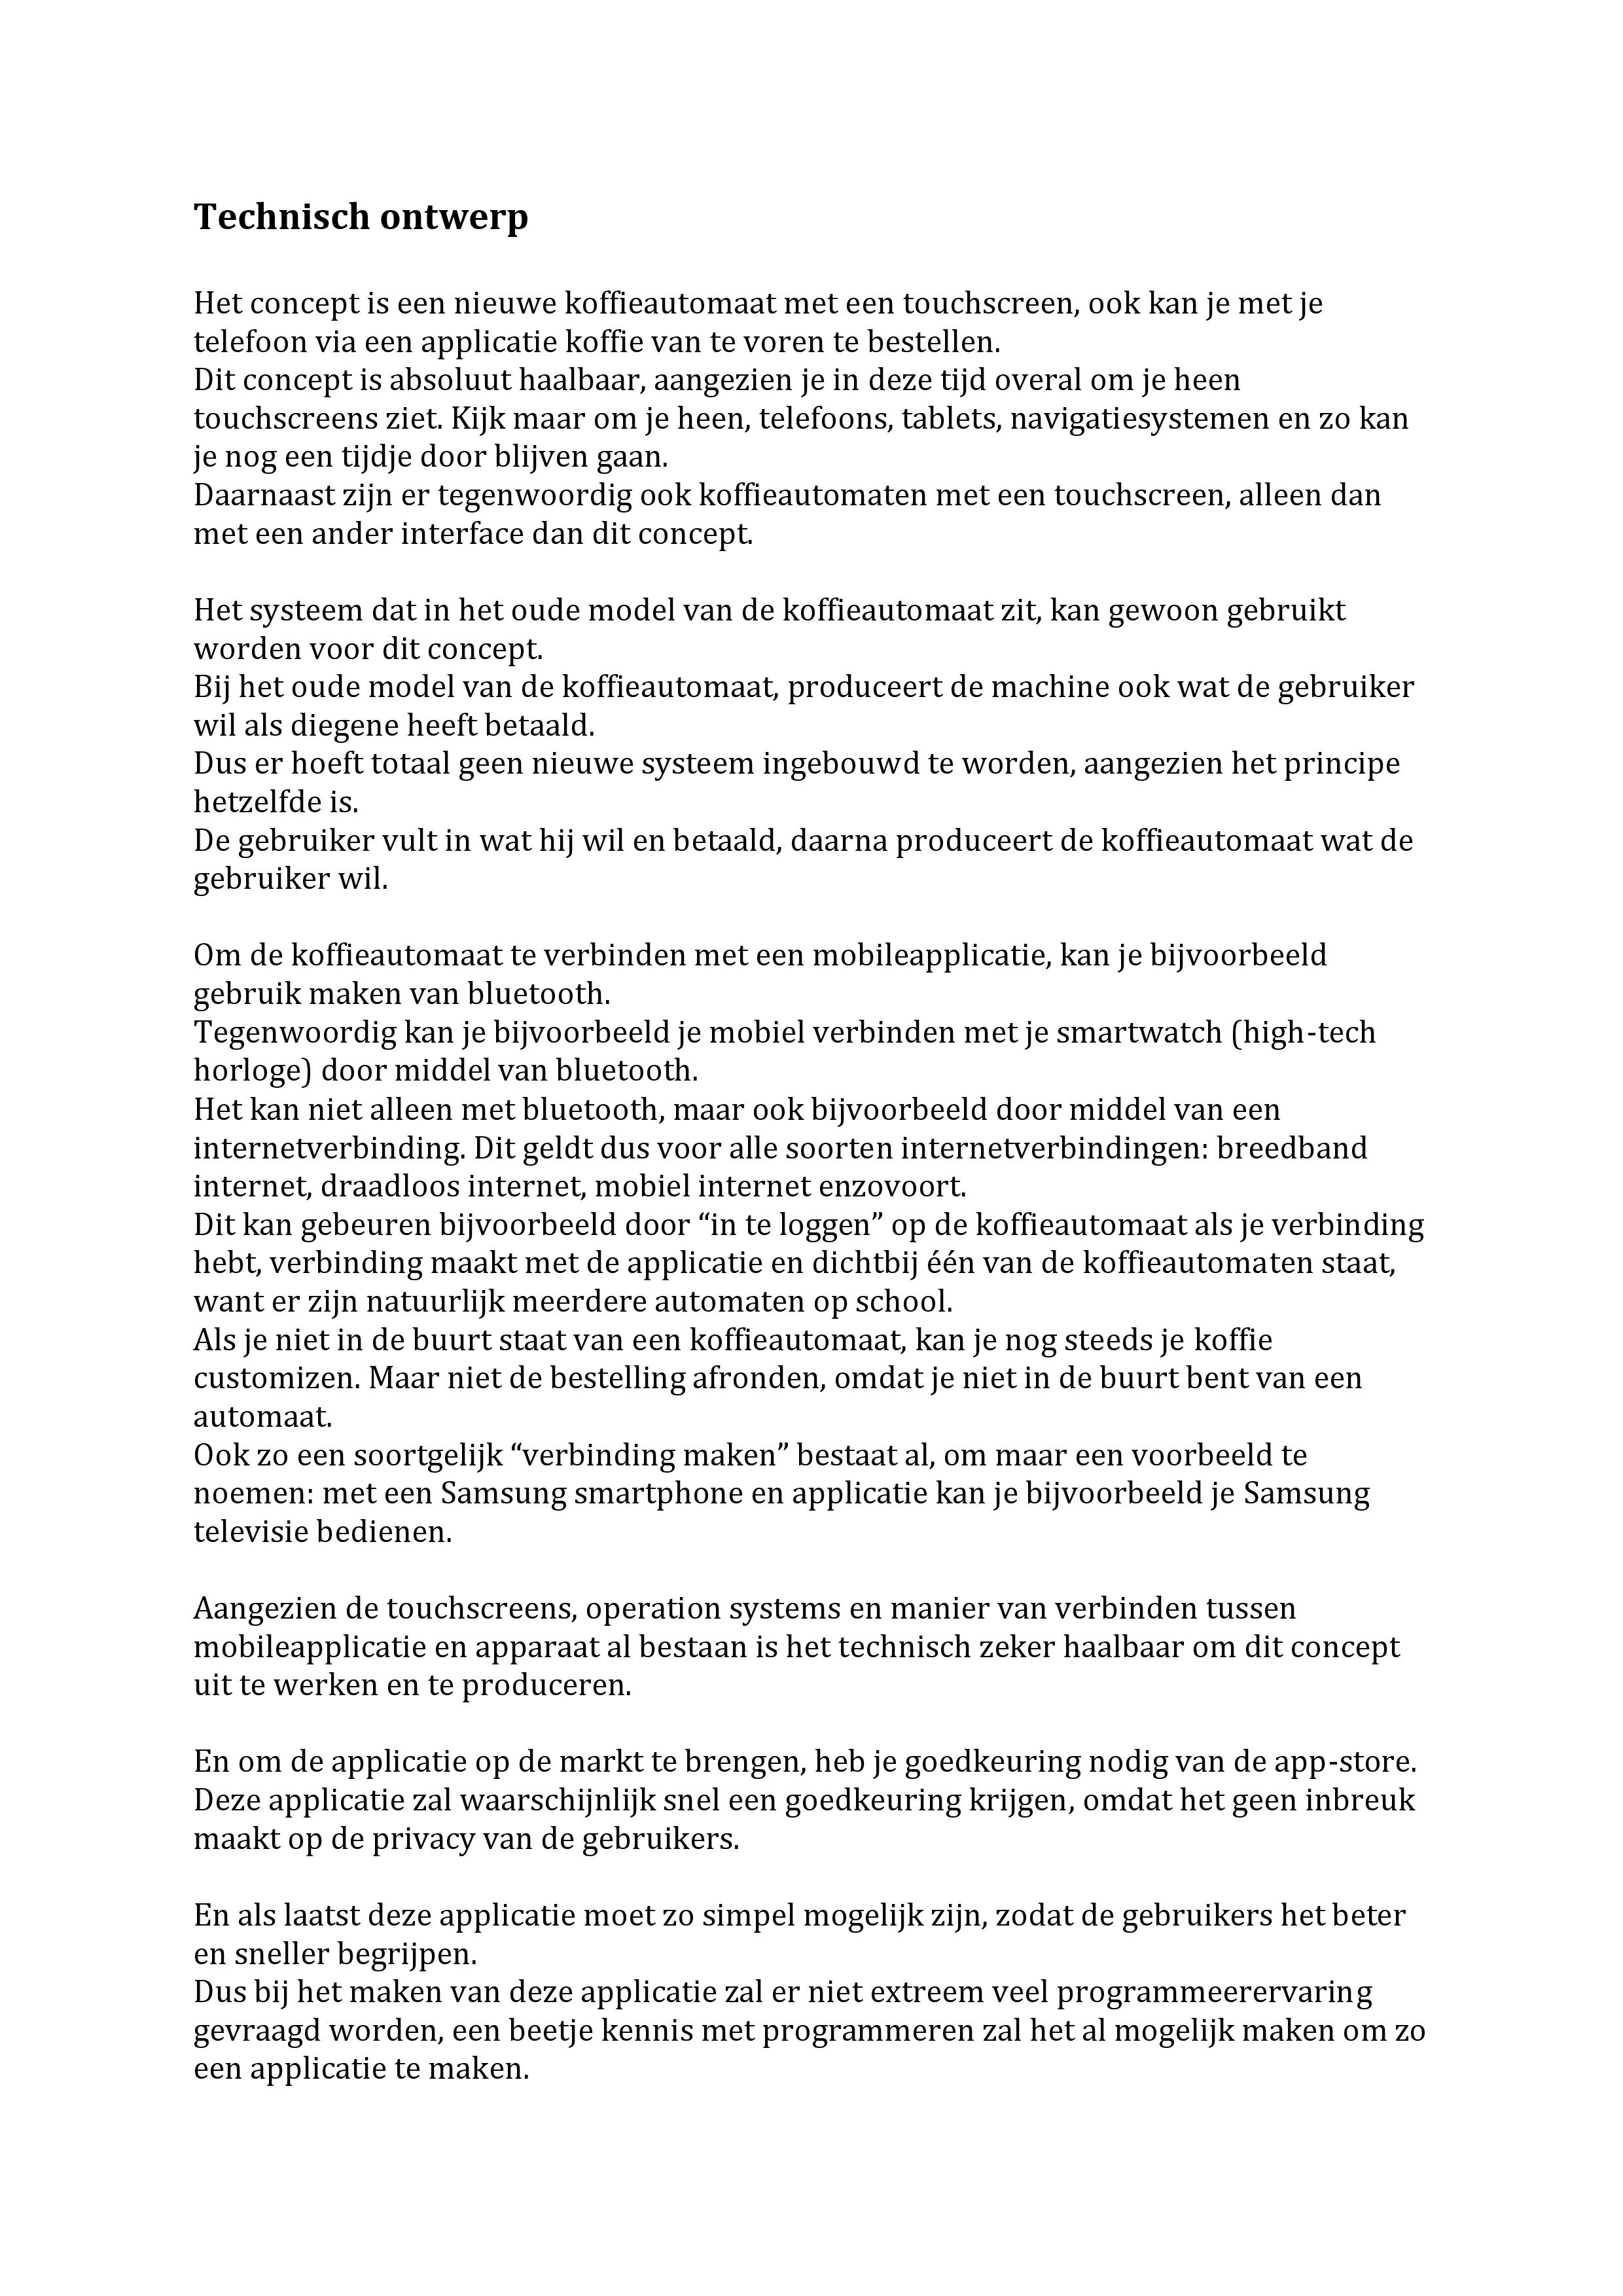 Technisch ontwerp
Het concept is een nieuwe koffieautomaat met een touchscreen, ook kan je met je
telefoon via een applicatie koffie van te voren te bestellen.
Dit concept is absoluut haalbaar, aangezien je in deze tijd overal om je heen
touchscreens ziet. Kijk maar om je heen, telefoons, tablets, navigatiesystemen en zo kan
je nog een tijdje door blijven gaan.
Daarnaast zijn er tegenwoordig ook koffieautomaten met een touchscreen, alleen dan
met een ander interface dan dit concept.
Het systeem dat in het oude model van de koffieautomaat zit, kan gewoon gebruikt
worden voor dit concept.
Bij het oude model van de koffieautomaat, produceert de machine ook wat de gebruiker
wil als diegene heeft betaald.
Dus er hoeft totaal geen nieuwe systeem ingebouwd te worden, aangezien het principe
hetzelfde is.
De gebruiker vult in wat hij wil en betaald, daarna produceert de koffieautomaat wat de
gebruiker wil.
Om de koffieautomaat te verbinden met een mobileapplicatie, kan je bijvoorbeeld
gebruik maken van bluetooth.
Tegenwoordig kan je bijvoorbeeld je mobiel verbinden met je smartwatch (high-tech
horloge) door middel van bluetooth.
Het kan niet alleen met bluetooth, maar ook bijvoorbeeld door middel van een
internetverbinding. Dit geldt dus voor alle soorten internetverbindingen: breedband
internet, draadloos internet, mobiel internet enzovoort.
Dit kan gebeuren bijvoorbeeld door “in te loggen” op de koffieautomaat als je verbinding
hebt, verbinding maakt met de applicatie en dichtbij één van de koffieautomaten staat,
want er zijn natuurlijk meerdere automaten op school.
Als je niet in de buurt staat van een koffieautomaat, kan je nog steeds je koffie
customizen. Maar niet de bestelling afronden, omdat je niet in de buurt bent van een
automaat.
Ook zo een soortgelijk “verbinding maken” bestaat al, om maar een voorbeeld te
noemen: met een Samsung smartphone en applicatie kan je bijvoorbeeld je Samsung
televisie bedienen.
Aangezien de touchscreens, operation systems en manier van verbinden tussen
mobileapplicatie en apparaat al bestaan is het technisch zeker haalbaar om dit concept
uit te werken en te produceren.
En om de applicatie op de markt te brengen, heb je goedkeuring nodig van de app-store.
Deze applicatie zal waarschijnlijk snel een goedkeuring krijgen, omdat het geen inbreuk
maakt op de privacy van de gebruikers.
En als laatst deze applicatie moet zo simpel mogelijk zijn, zodat de gebruikers het beter
en sneller begrijpen.
Dus bij het maken van deze applicatie zal er niet extreem veel programmeerervaring
gevraagd worden, een beetje kennis met programmeren zal het al mogelijk maken om zo
een applicatie te maken.